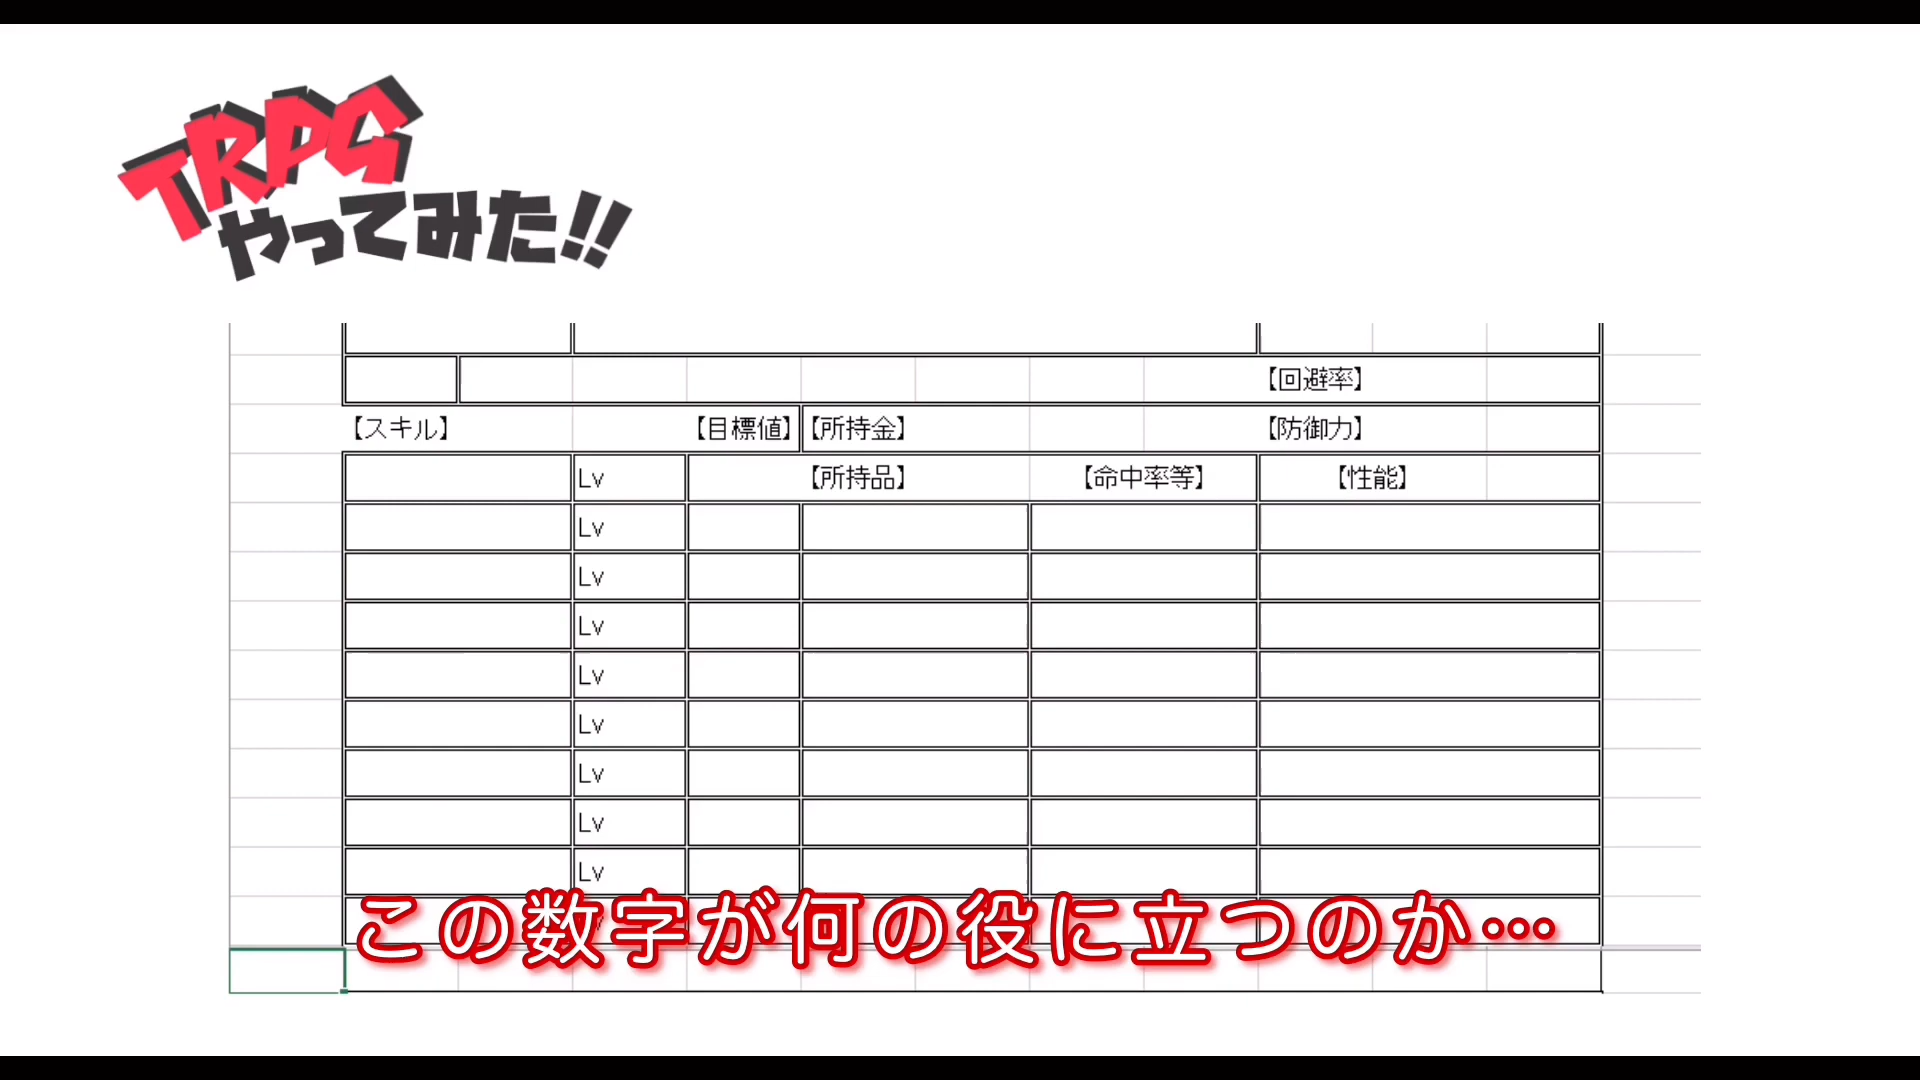 TRPG
やってみた!!
【回避率】
【スキル】 【目標値】 【所持金】 【防御力】
Lv 【所持品】 【命中率等】 【性能】
Lv
Lv
Lv
Lv
Lv
Lv
Lv
Lv
この数字が何の役に立つのか…